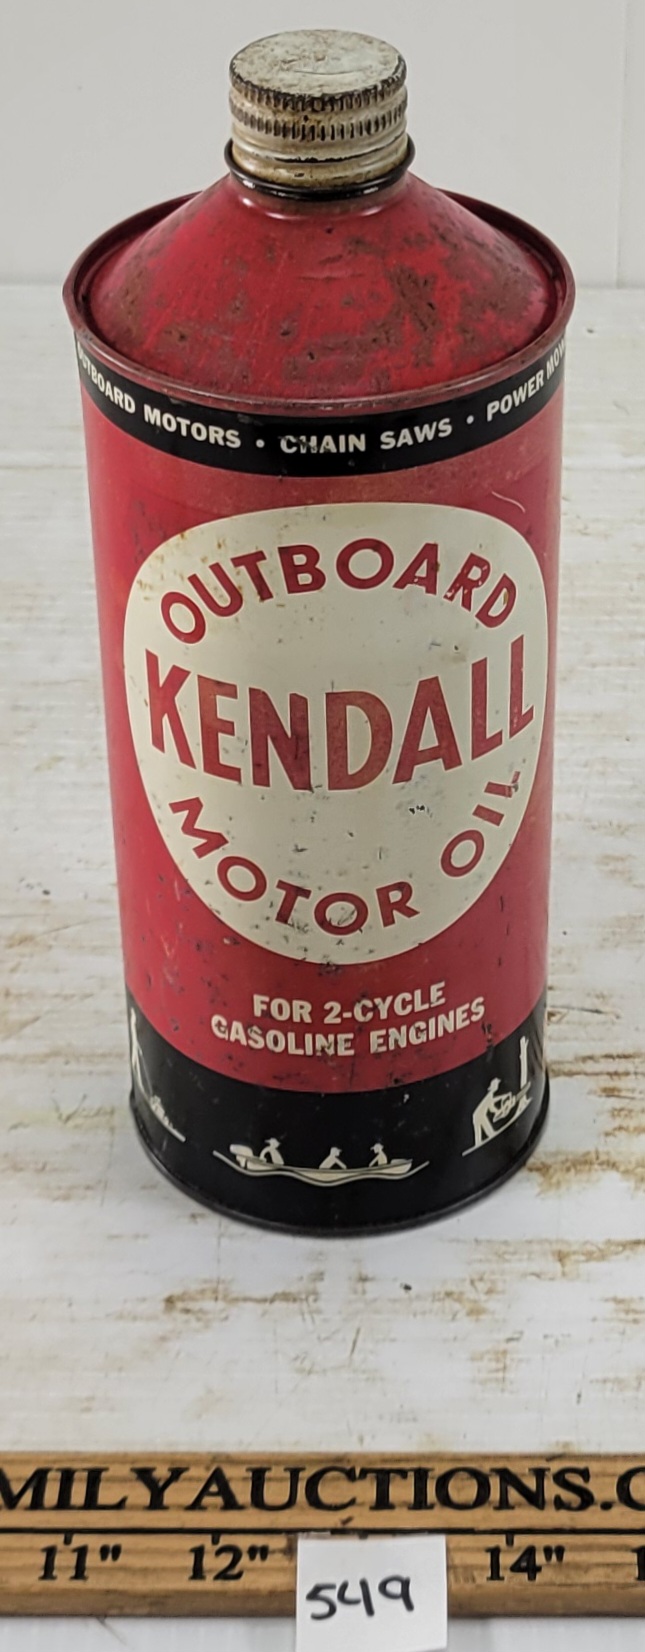 OUTBOARD MOTORS • CHAIN SAWS • POWER MOW
OUTBOARD
KENDALL
MOTOR OIL
FOR 2-CYCLE
GASOLINE ENGINES
MILYAUCTIONS.C
11" 12" 14"
549